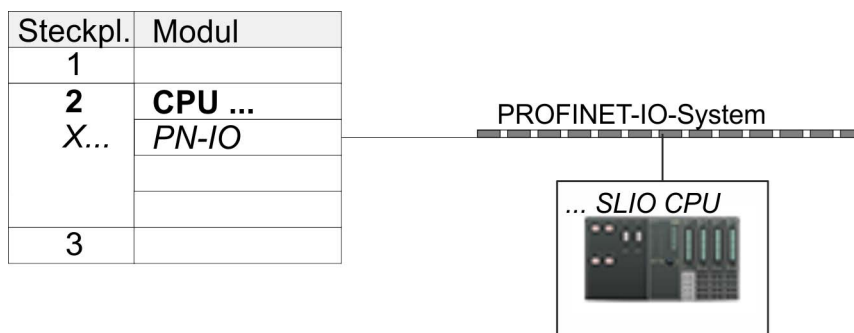 Steckpl. Modul
1
2 CPU ...
X... PN-IO
3
PROFINET-IO-System
... SLIO CPU